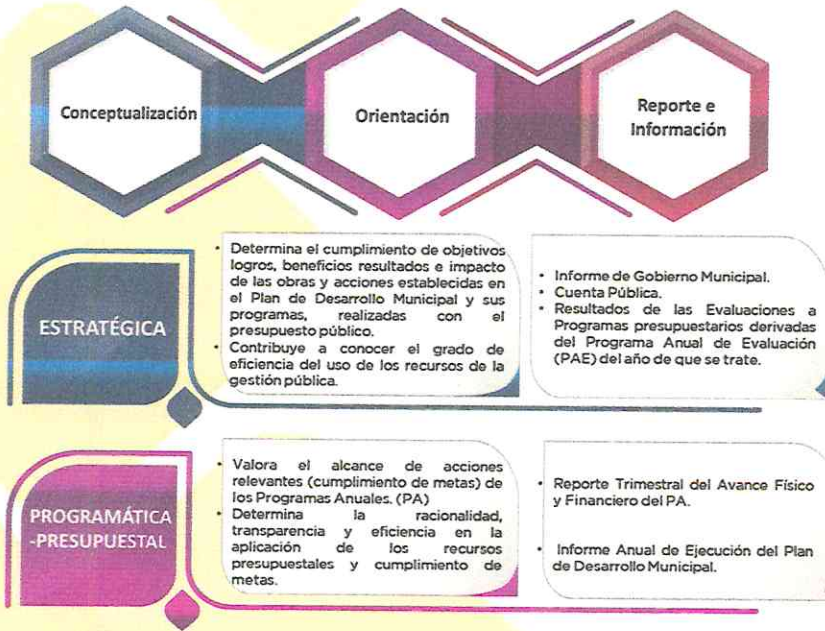 Conceptualización
Orientación
Reporte e
Información
ESTRATÉGICA
• Determina el cumplimiento de objetivos
logros, beneficios resultados e impacto
de las obras y acciones establecidas en
el Plan de Desarrollo Municipal y sus
programas, realizadas con el
presupuesto público.
• Contribuye a conocer el grado de
eficiencia del uso de los recursos de la
gestión pública.
• Informe de Gobierno Municipal.
• Cuenta Pública.
• Resultados de las Evaluaciones a
Programas presupuestarios derivadas
del Programa Anual de Evaluación
(PAE) del año de que se trate.
PROGRAMÁTICA
-PRESUPUESTAL
• Valora el alcance de acciones
relevantes (cumplimiento de metas) de
los Programas Anuales. (PA)
• Determina la racionalidad,
transparencia y eficiencia en la
aplicación de los recursos
presupuestales y cumplimiento de
metas.
• Reporte Trimestral del Avance Físico
y Financiero del PA.
• Informe Anual de Ejecución del Plan
de Desarrollo Municipal.